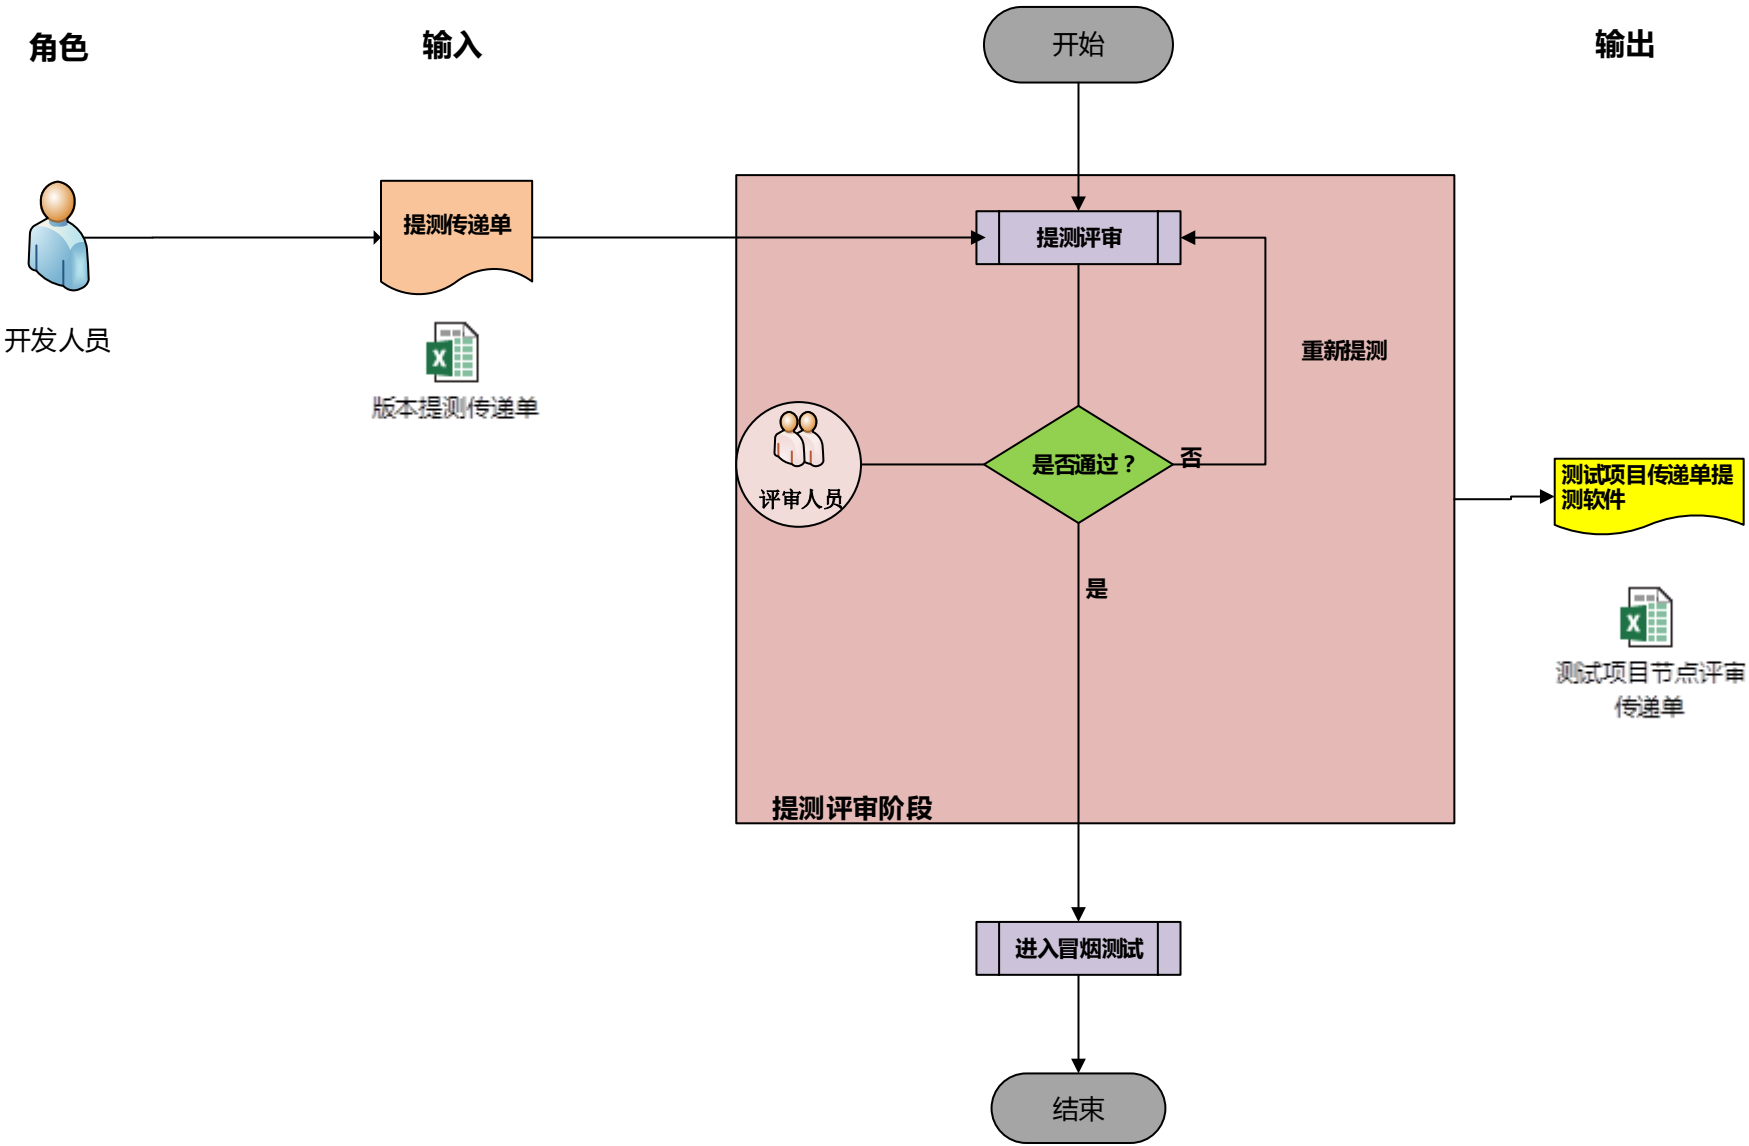 角色
输入
开始
输出
提测传递单
提测评审
开发人员
版本提测传递单
重新提测
评审人员
是否通过？
否
测试项目传递单提
测软件
是
测试项目节点评审
传递单
提测评审阶段
进入冒烟测试
结束